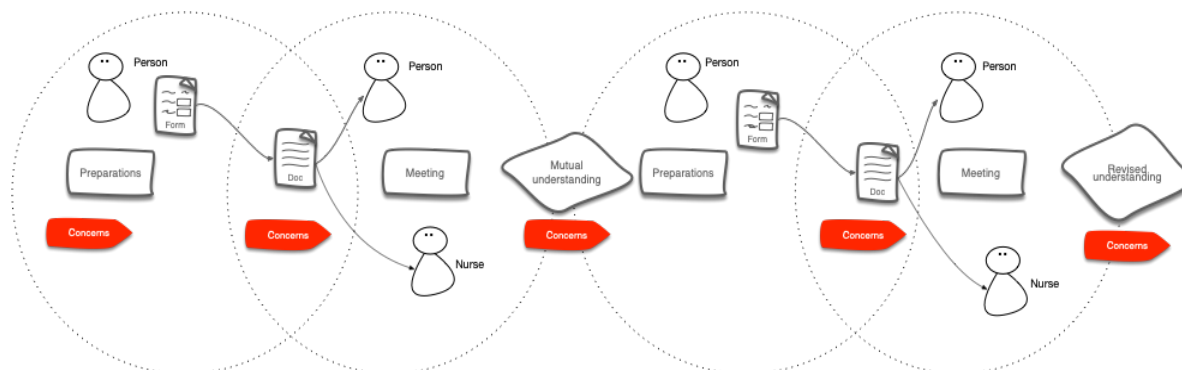 Person
Form
Preparations
Concerns
Doc
Concerns
Person
Meeting
Nurse
Mutual
understanding
Concerns
Person
Form
Preparations
Doc
Concerns
Person
Meeting
Nurse
Revised
understanding
Concerns